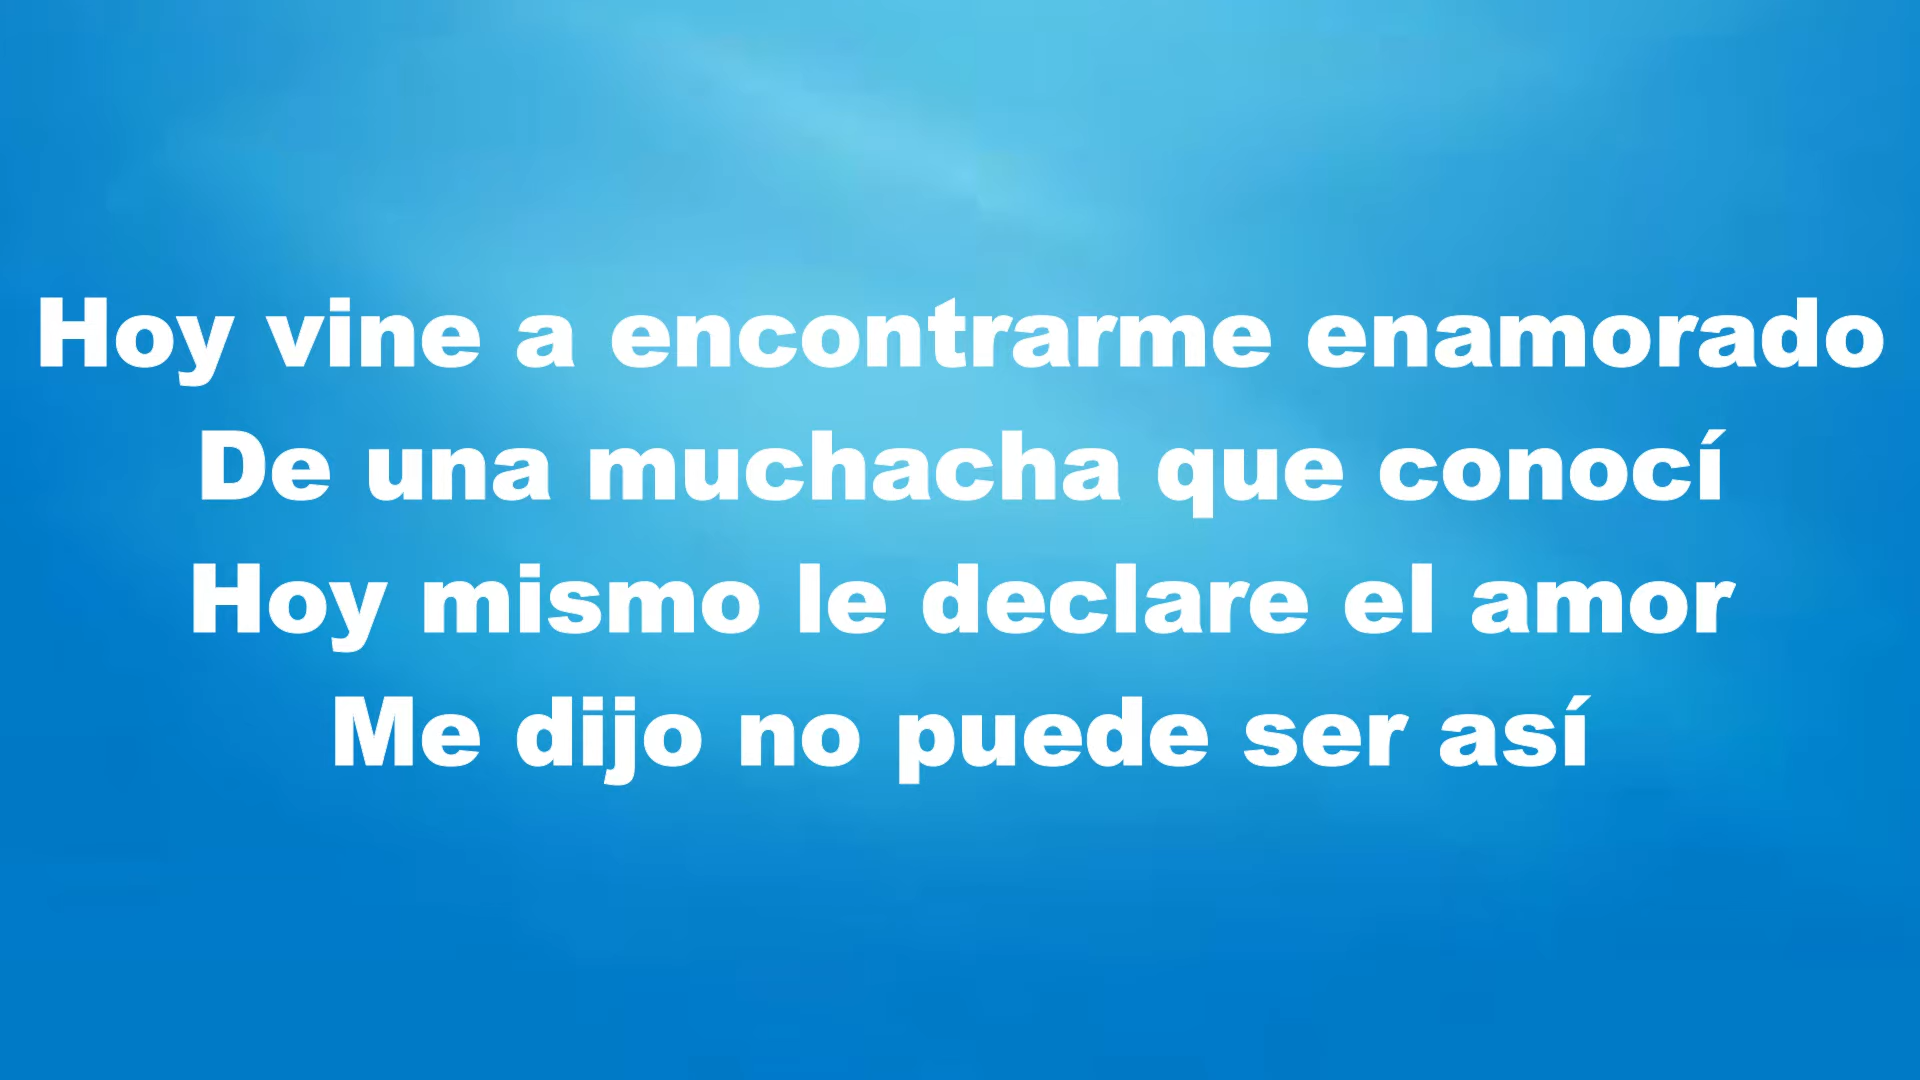 Hoy vine a encontrarme enamorado
De una muchacha que conocí
Hoy mismo le declare el amor
Me dijo no puede ser así